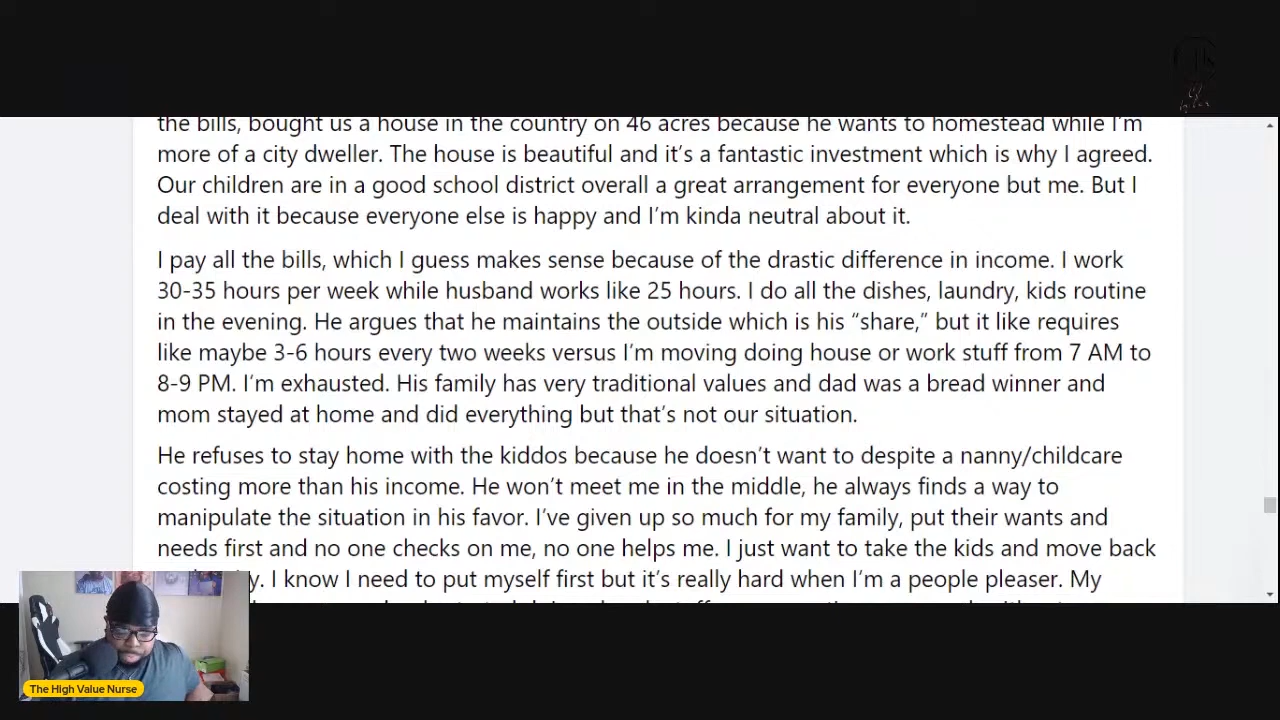 the bills, bought us a house in the country on 46 acres because he wants to homestead while I’m
more of a city dweller. The house is beautiful and it’s a fantastic investment which is why I agreed.
Our children are in a good school district overall a great arrangement for everyone but me. But I
deal with it because everyone else is happy and I’m kinda neutral about it.
I pay all the bills, which I guess makes sense because of the drastic difference in income. I work
30-35 hours per week while husband works like 25 hours. I do all the dishes, laundry, kids routine
in the evening. He argues that he maintains the outside which is his “share,” but it like requires
like maybe 3-6 hours every two weeks versus I’m moving doing house or work stuff from 7 AM to
8-9 PM. I’m exhausted. His family has very traditional values and dad was a bread winner and
mom stayed at home and did everything but that’s not our situation.
He refuses to stay home with the kiddos because he doesn’t want to despite a nanny/childcare
costing more than his income. He won’t meet me in the middle, he always finds a way to
manipulate the situation in his favor. I’ve given up so much for my family, put their wants and
needs first and no one checks on me, no one helps me. I just want to take the kids and move back
I know I need to put myself first but it’s really hard when I’m a people pleaser. My
The High Value Nurse